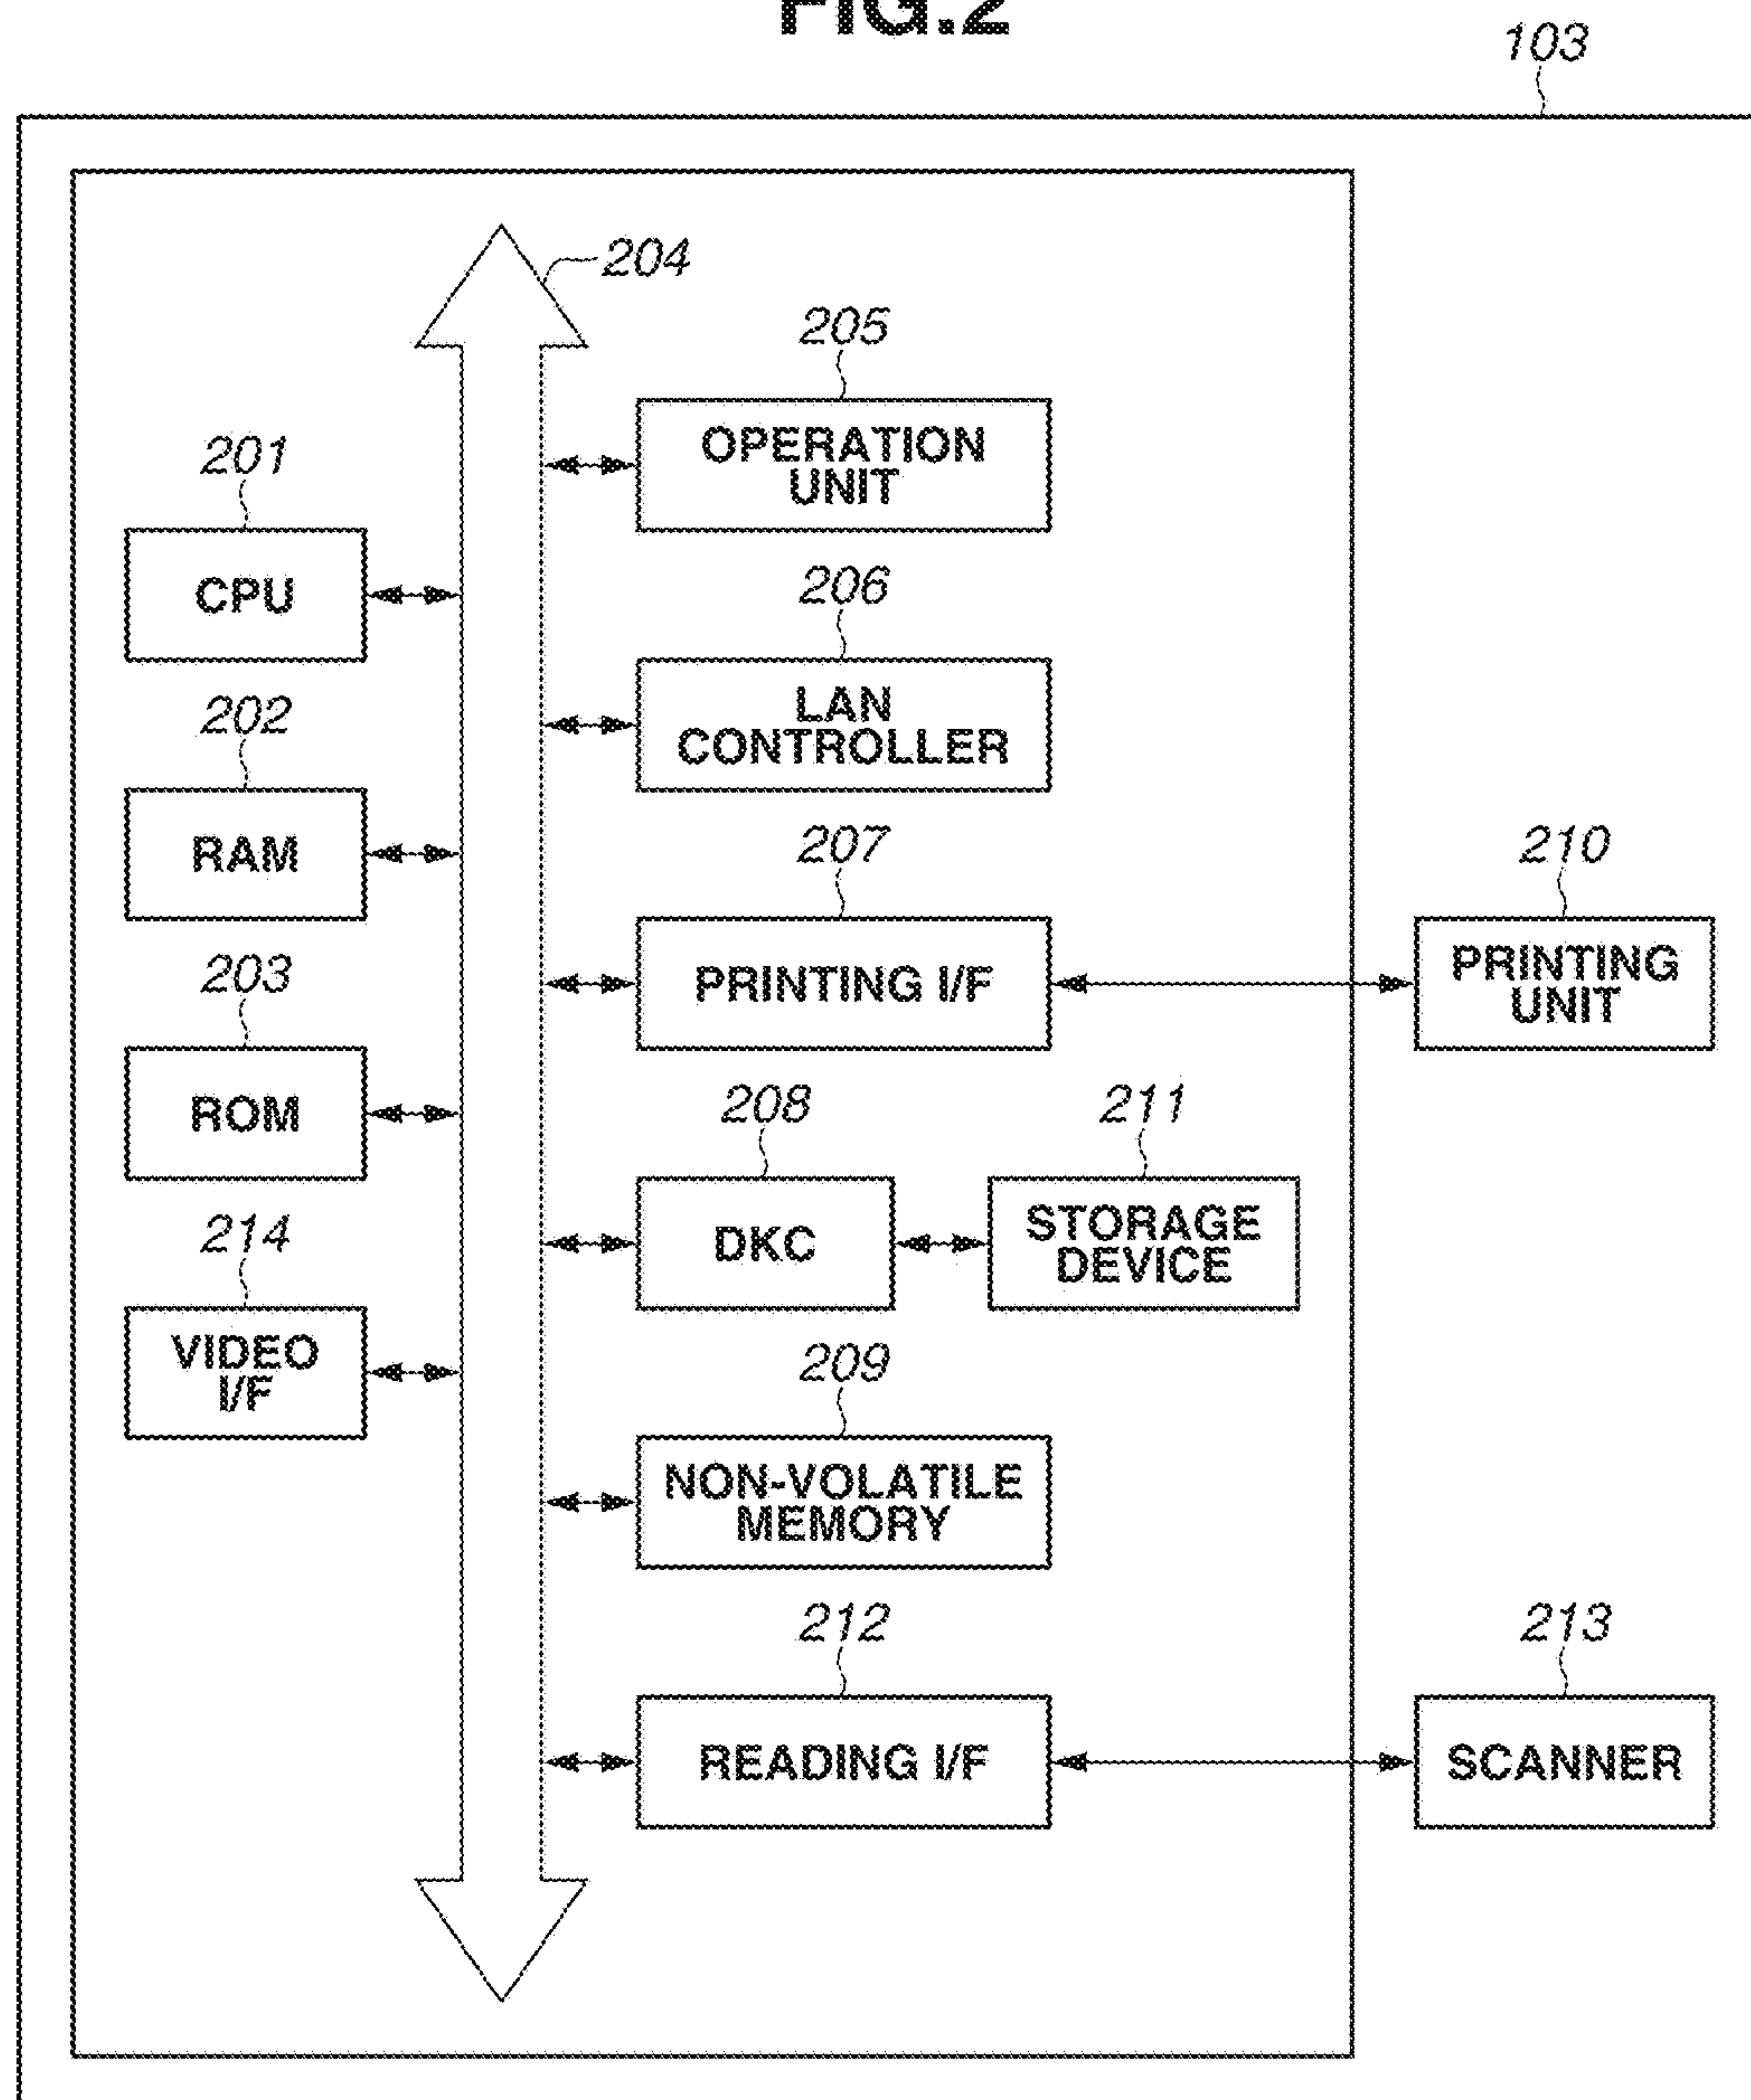 FIG.2
103
204
205
OPERATION
UNIT
201
CPU
206
LAN
CONTROLLER
202
RAM
207
PRINTING I/F
210
PRINTING
UNIT
203
ROM
208
DKC
211
STORAGE
DEVICE
214
VIDEO
I/F
209
NON-VOLATILE
MEMORY
212
READING I/F
213
SCANNER